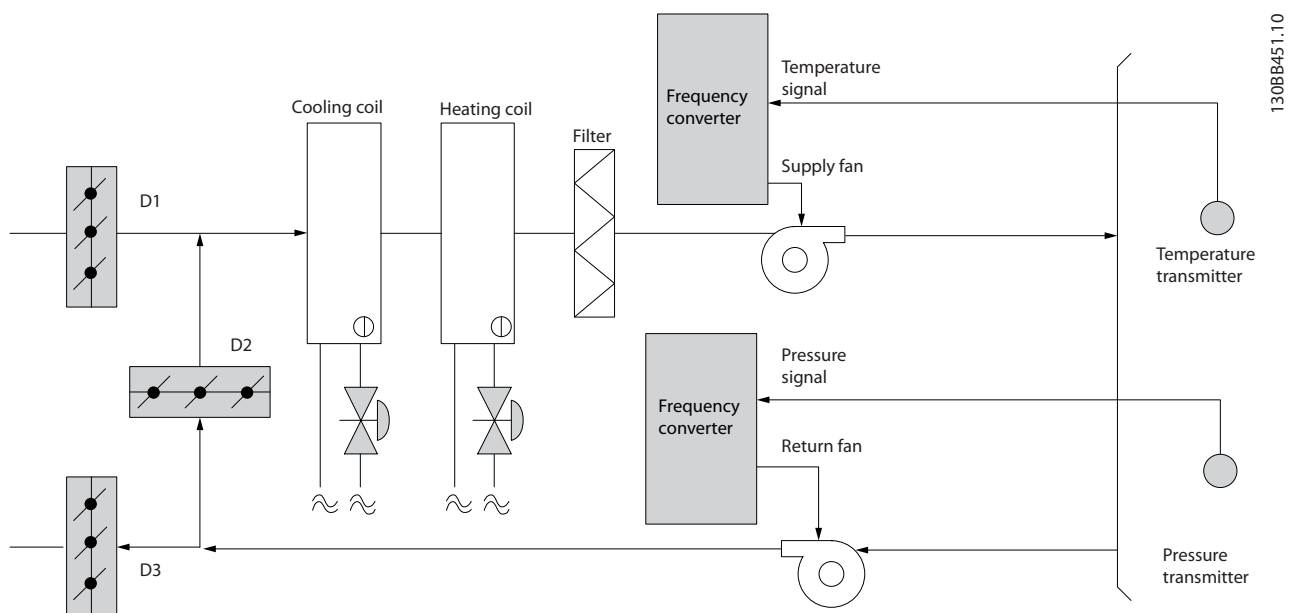 130BB451.10
Temperature
signal
Frequency
converter
Cooling coil
Heating coil
Filter
Supply fan
D1
Temperature
transmitter
D2
Pressure
signal
Frequency
converter
Return fan
D3
Pressure
transmitter